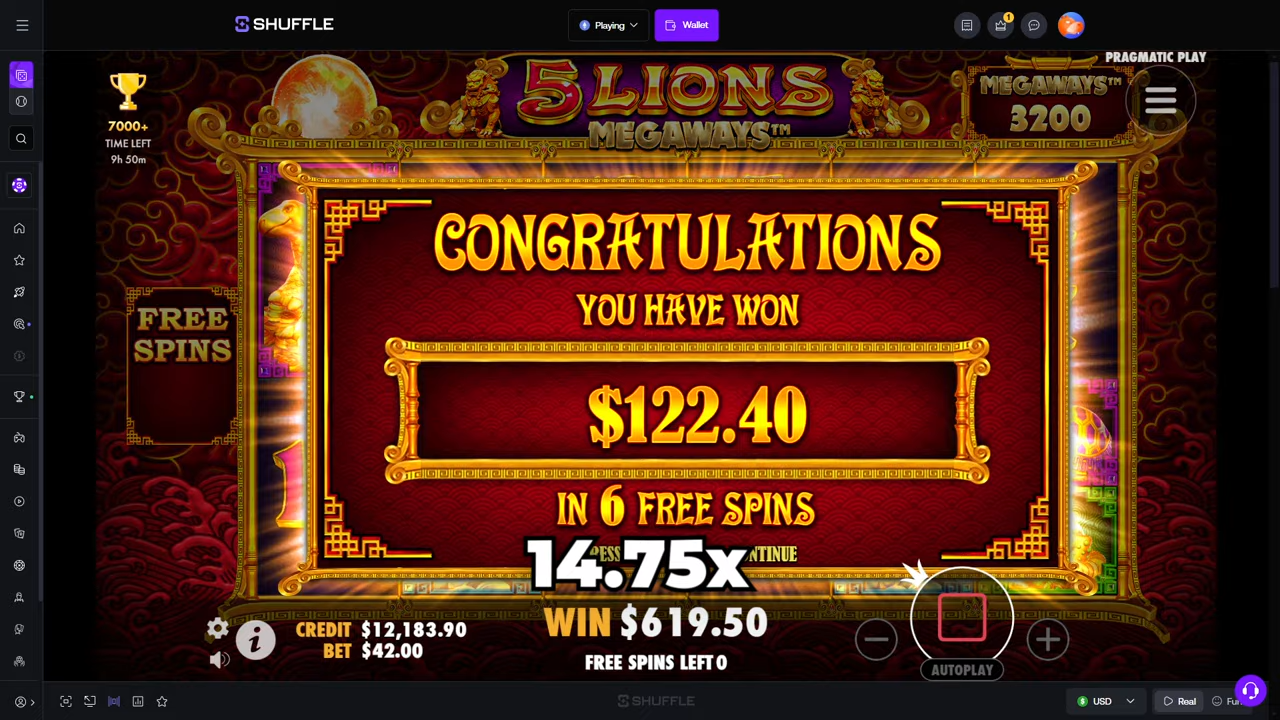 SHUFFLE
Playing
Wallet
1
PRAGMATIC PLAY
7000+
TIME LEFT
9h 50m
5 LIONS
MEGAWAYS™
MEGAWAYS™
3200
FREE
SPINS
CONGRATULATIONS
YOU HAVE WON
$122.40
IN 6 FREE SPINS
14.75x
WIN $619.50
FREE SPINS LEFT 0
CREDIT $12,183.90
BET $42.00
AUTOPLAY
SHUFFLE
USD
Real
Fun